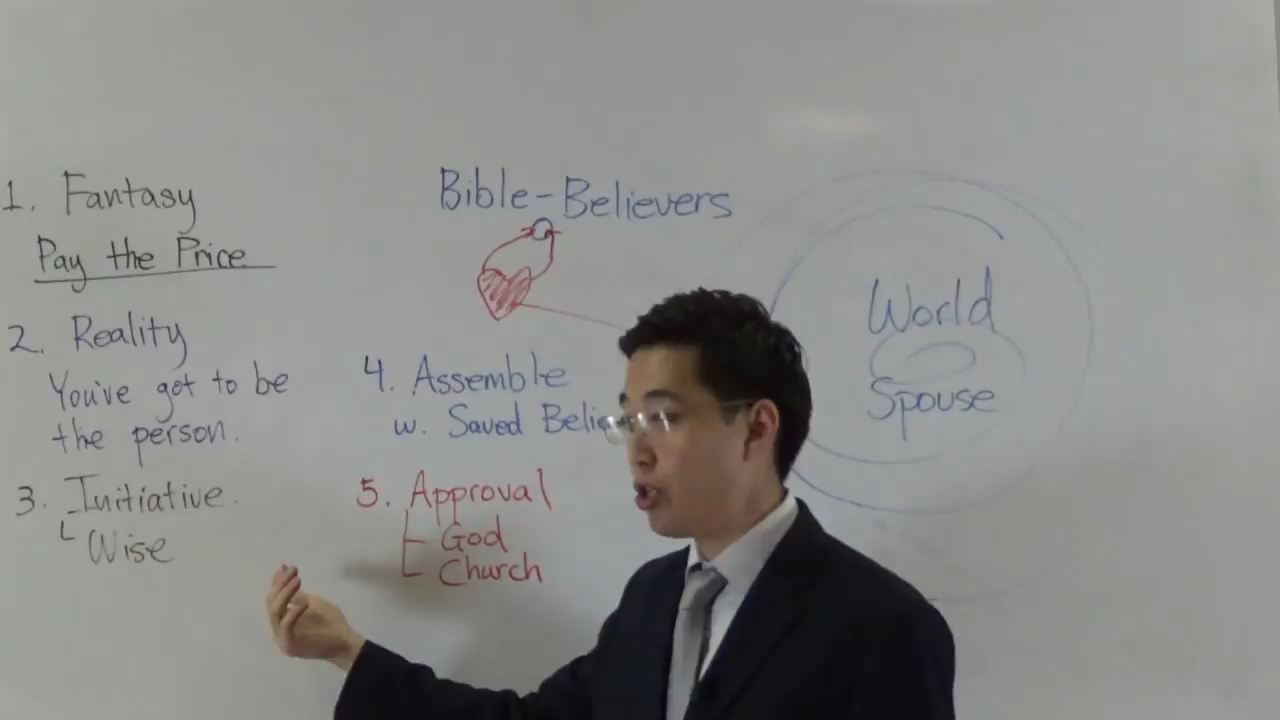 1. Fantasy
Pay the Price
2. Reality
You've got to be
the person.
3. Initiative.
Wise
Bible-Believers
4. Assemble
w. Saved
5. Approval
God
Church
World
Spouse